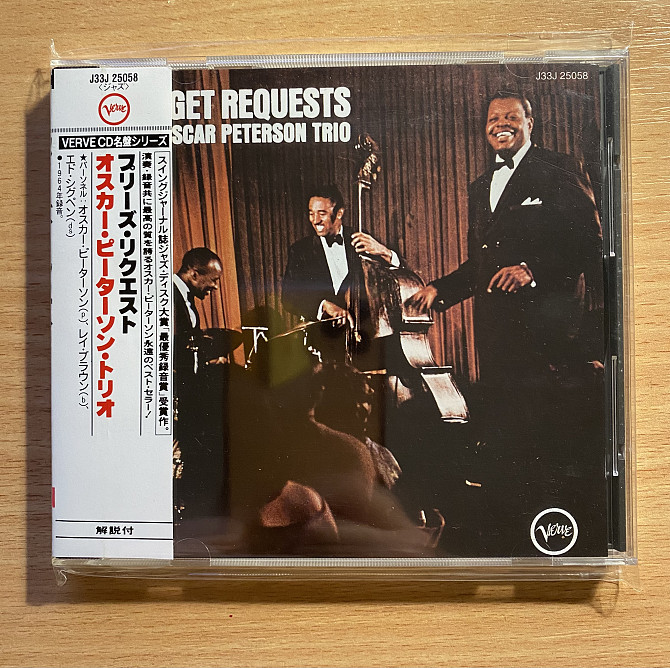 J33J 25058
〈ジャズ〉
Verve
VERVE CD名盤シリーズ
スイングジャーナル誌ジャズ・ディスク大賞「最優秀録音賞」受賞作。
演奏・録音共に最高の質を誇るオスカー・ピーターソン永遠のベスト・セラー!
プリーズ・リクエスト
オスカー・ピーターソン・トリオ
★パーソネル:オスカー・ピーターソン(p)、レイ・ブラウン(b)、
エド・シグペン(ds)
●1964年録音。
解説付
GET REQUESTS
SCAR PETERSON TRIO
J33J 25058
Verve